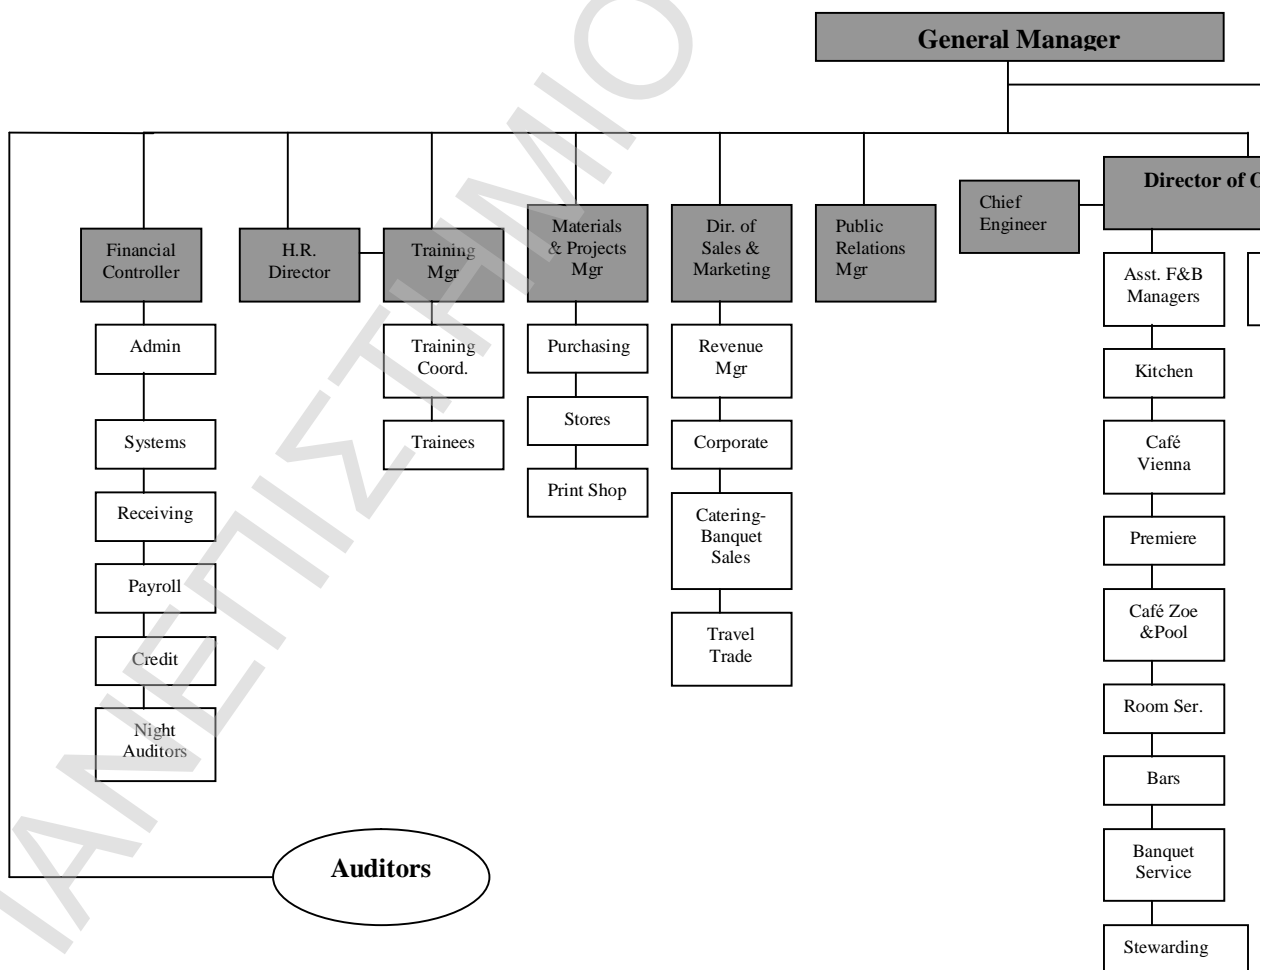 General Manager
Director of
Chief
Engineer
Materials
& Projects
Mgr
Dir. of
Sales &
Marketing
Public
Relations
Mgr
Financial
Controller
H.R.
Director
Training
Mgr
Asst. F&B
Managers
Admin
Training
Coord.
Purchasing
Revenue
Mgr
Kitchen
Systems
Trainees
Stores
Corporate
Café
Vienna
Receiving
Print Shop
Catering-
Banquet
Sales
Premiere
Payroll
Café Zoe
&Pool
Credit
Travel
Trade
Room Ser.
Night
Auditors
Bars
Auditors
Banquet
Service
Stewarding
ΙΑΝΕΠΙΣΤΗΜΙΟ